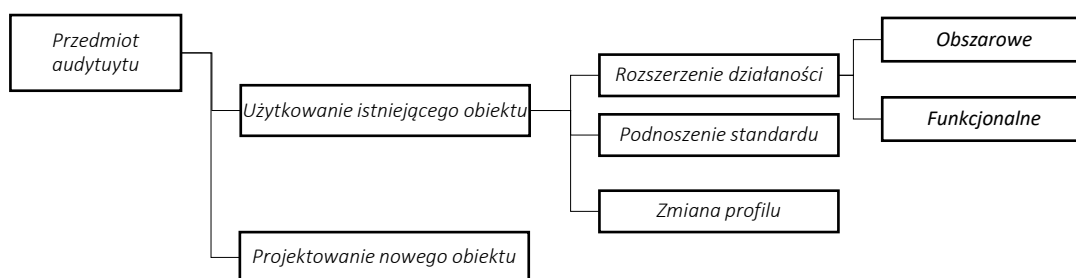 Przedmiot
audytuytu
Użytkowanie istniejącego obiektu
Projektowanie nowego obiektu
Rozszerzenie działaności
Podnoszenie standardu
Zmiana profilu
Obszarowe
Funkcjonalne